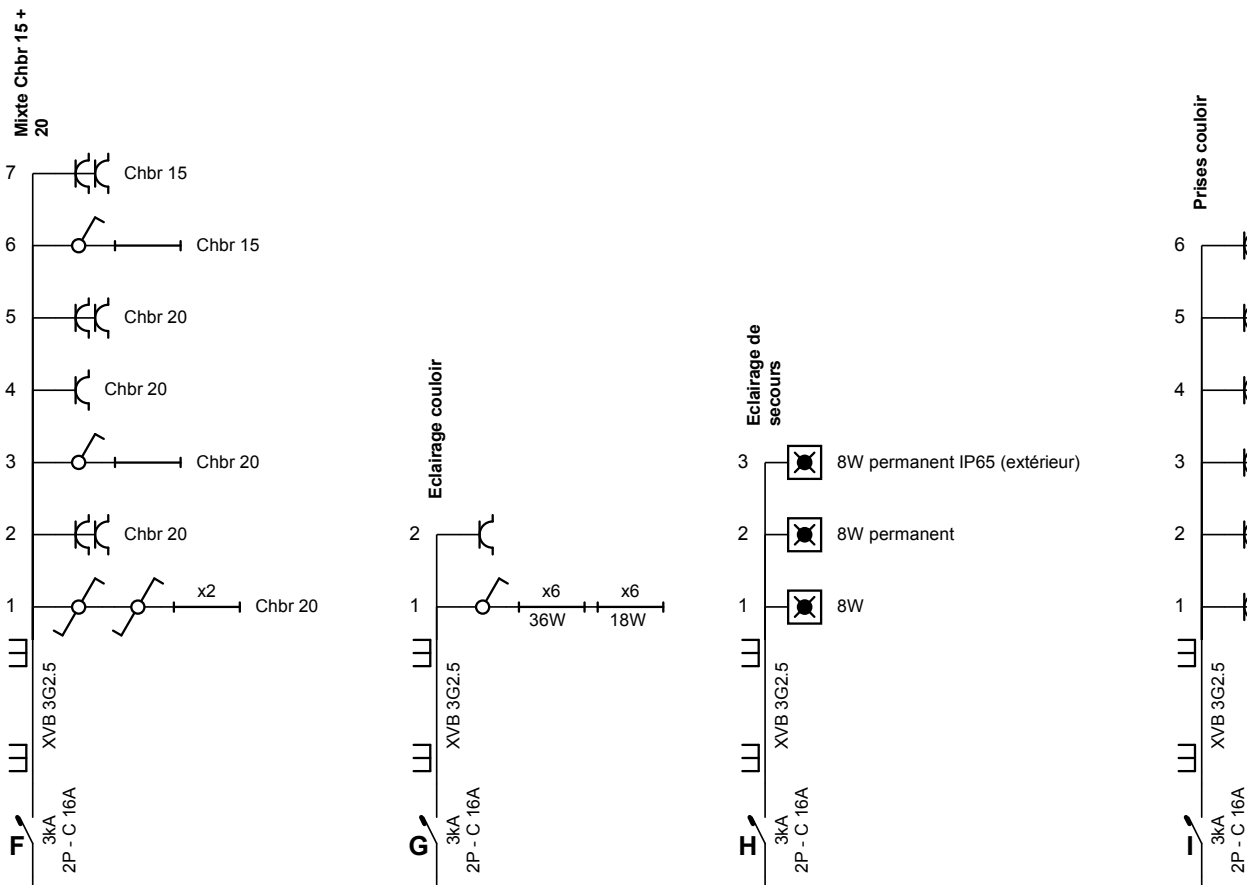 Mixte Chbr 15 +
20
7
Chbr 15
6
Chbr 15
5
Chbr 20
4
Chbr 20
3
Chbr 20
2
Chbr 20
1
x2
Chbr 20
XVB 3G2.5
F
3kA
2P - C 16A
Eclairage couloir
2
1
x6
36W
x6
18W
XVB 3G2.5
G
3kA
2P - C 16A
Eclairage de
secours
3
8W permanent IP65 (extérieur)
2
8W permanent
1
8W
XVB 3G2.5
H
3kA
2P - C 16A
Prises couloir
6
5
4
3
2
1
XVB 3G2.5
I
3kA
2P - C 16A